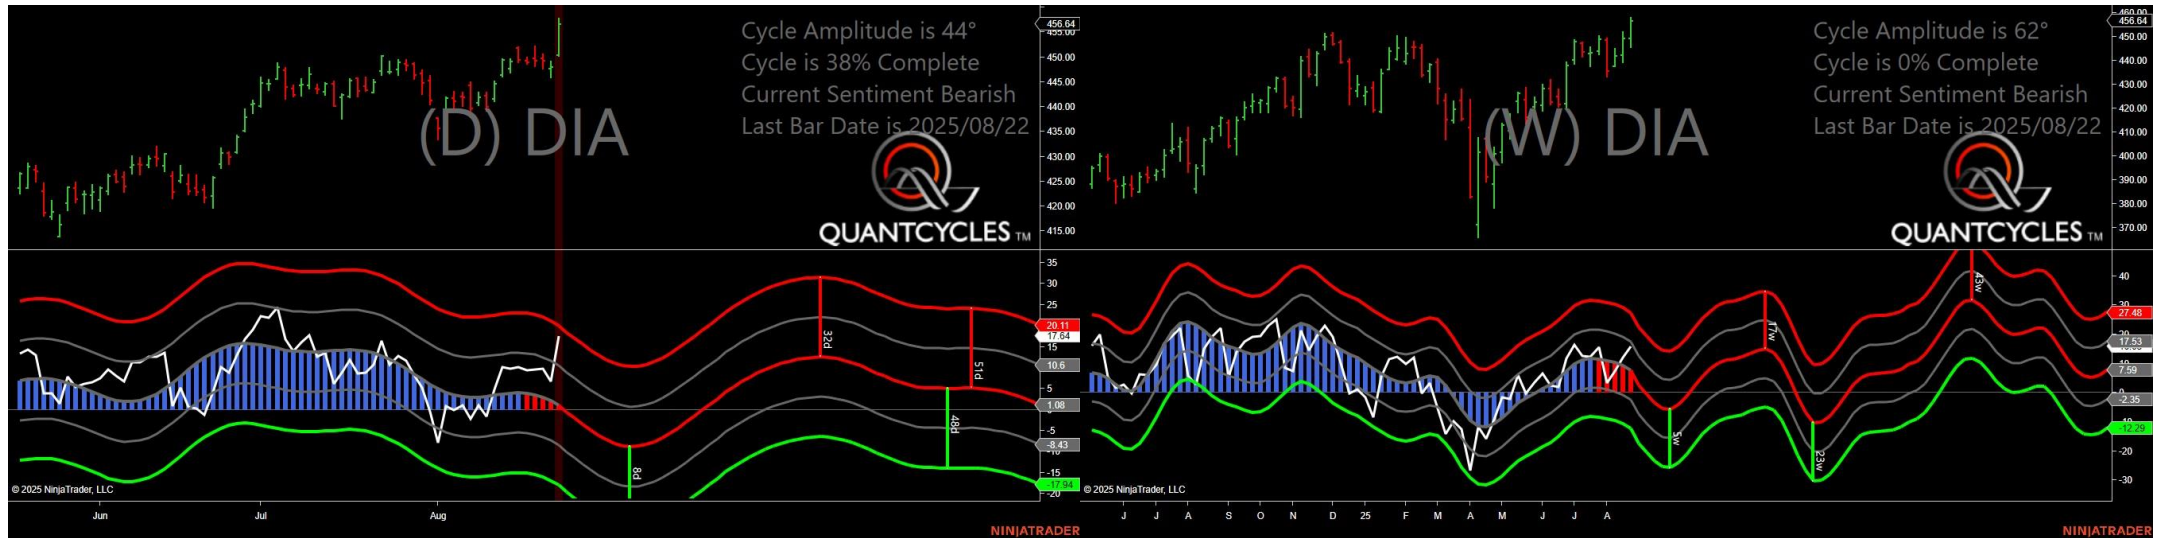 Cycle Amplitude is 44°
Cycle is 38% Complete
Current Sentiment Bearish
Last Bar Date is 2025/08/22
(D) DIA
QUANTCYCLES TM
456.64
455.00
450.00
445.00
440.00
435.00
430.00
425.00
420.00
415.00
35
30
25
20.11
17.64
15
10.6
5
1.08
-5
-8.43
-10
-15
-17.94
-20
32d
51d
48d
8d
© 2025 NinjaTrader, LLC
Jun
Jul
Aug
NINJATRADER
Cycle Amplitude is 62°
Cycle is 0% Complete
Current Sentiment Bearish
Last Bar Date is 2025/08/22
(W) DIA
QUANTCYCLES TM
460.00
456.64
450.00
440.00
430.00
420.00
410.00
400.00
390.00
380.00
370.00
40
30
27.48
20
17.53
7.59
0
-2.35
-10
-12.29
-20
-30
43w
17w
5w
23w
© 2025 NinjaTrader, LLC
J J A S O N D 25 F M A M J J A
NINJATRADER